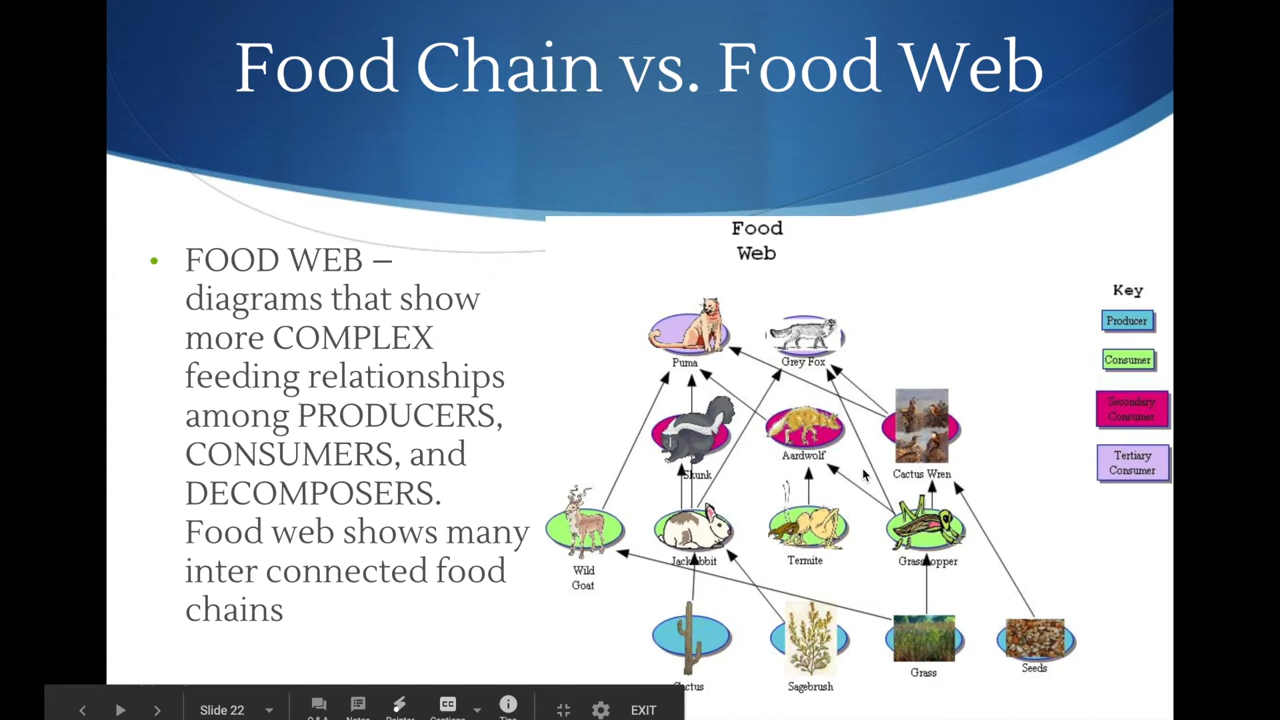 Food Chain vs. Food Web
• FOOD WEB –
diagrams that show
more COMPLEX
feeding relationships
among PRODUCERS,
CONSUMERS, and
DECOMPOSERS.
Food web shows many
inter connected food
chains
Food
Web
Key
Producer
Consumer
Secondary
Consumer
Tertiary
Consumer
Puma
Grey Fox
Skunk
Aardwolf
Cactus Wren
Wild
Goat
Jackrabbit
Termite
Grasshopper
Cactus
Sagebrush
Grass
Seeds
Slide 22
EXIT